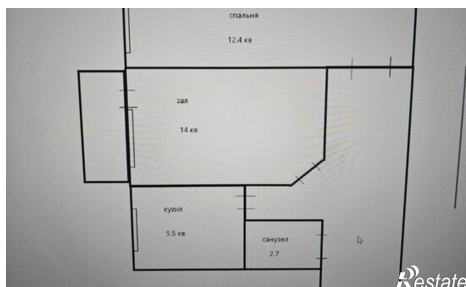 спальня
12.4 кв
зал
14 кв
кухня
5.5 кв
санузел
2.7
Restate